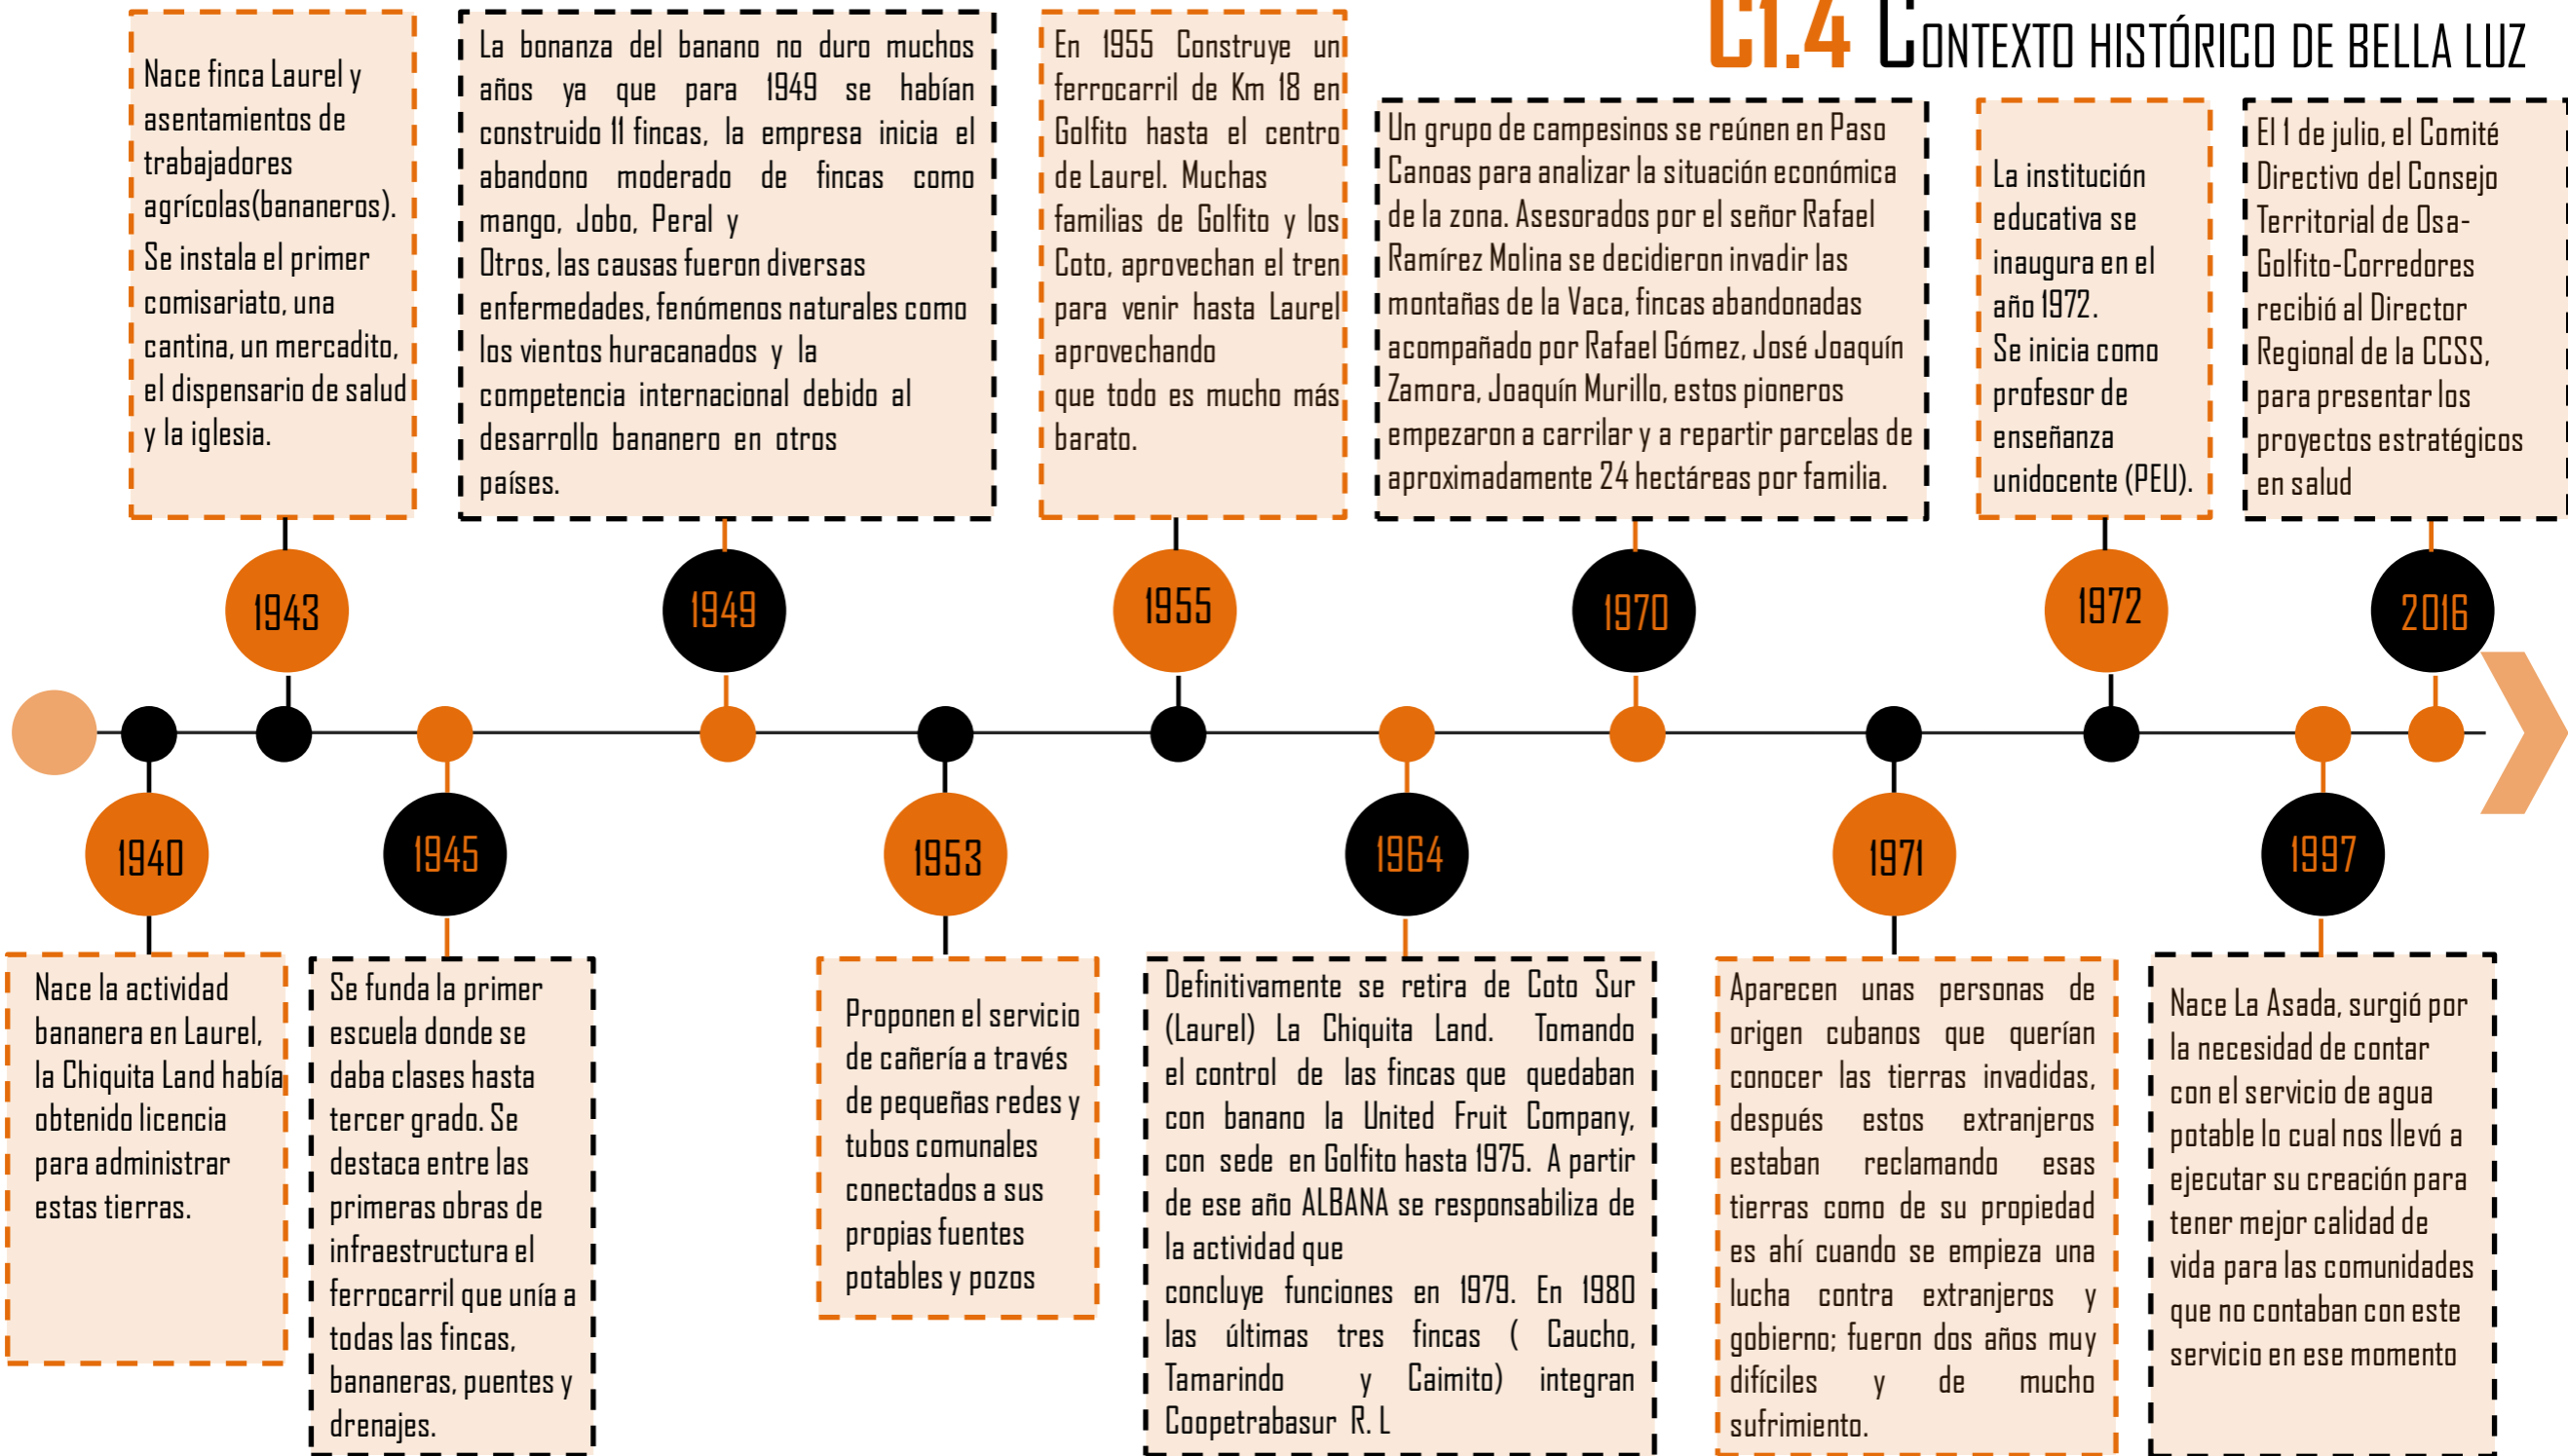 C1.4 CONTEXTO HISTÓRICO DE BELLA LUZ
Nace finca Laurel y
asentamientos de
trabajadores
agrícolas(bananeros).
Se instala el primer
comisariato, una
cantina, un mercadito,
el dispensario de salud
y la iglesia.
La bonanza del banano no duro muchos
años ya que para 1949 se habían
construido 11 fincas, la empresa inicia el
abandono moderado de fincas como
mango, Jobo, Peral y
Otros, las causas fueron diversas
enfermedades, fenómenos naturales como
los vientos huracanados y la
competencia internacional debido al
desarrollo bananero en otros
países.
En 1955 Construye un
ferrocarril de Km 18 en
Golfito hasta el centro
de Laurel. Muchas
familias de Golfito y los
Coto, aprovechan el tren
para venir hasta Laurel
aprovechando
que todo es mucho más
barato.
Un grupo de campesinos se reúnen en Paso
Canoas para analizar la situación económica
de la zona. Asesorados por el señor Rafael
Ramírez Molina se decidieron invadir las
montañas de la Vaca, fincas abandonadas
acompañado por Rafael Gómez, José Joaquín
Zamora, Joaquín Murillo, estos pioneros
empezaron a carrilar y a repartir parcelas de
aproximadamente 24 hectáreas por familia.
La institución
educativa se
inaugura en el
año 1972.
Se inicia como
profesor de
enseñanza
unidocente (PEU).
El 1 de julio, el Comité
Directivo del Consejo
Territorial de Osa-
Golfito-Corredores
recibió al Director
Regional de la CCSS,
para presentar los
proyectos estratégicos
en salud
1943
1949
1955
1970
1972
2016
1940
1945
1953
1964
1971
1997
Nace la actividad
bananera en Laurel,
la Chiquita Land había
obtenido licencia
para administrar
estas tierras.
Se funda la primer
escuela donde se
daba clases hasta
tercer grado. Se
destaca entre las
primeras obras de
infraestructura el
ferrocarril que unía a
todas las fincas,
bananeras, puentes y
drenajes.
Proponen el servicio
de cañería a través
de pequeñas redes y
tubos comunales
conectados a sus
propias fuentes
potables y pozos
Definitivamente se retira de Coto Sur
(Laurel) La Chiquita Land. Tomando
el control de las fincas que quedaban
con banano la United Fruit Company,
con sede en Golfito hasta 1975. A partir
de ese año ALBANA se responsabiliza de
la actividad que
concluye funciones en 1979. En 1980
las últimas tres fincas ( Caucho,
Tamarindo y Caimito) integran
Coopetrabasur R. L
Aparecen unas personas de
origen cubanos que querían
conocer las tierras invadidas,
después estos extranjeros
estaban reclamando esas
tierras como de su propiedad
es ahí cuando se empieza una
lucha contra extranjeros y
gobierno; fueron dos años muy
difíciles y de mucho
sufrimiento.
Nace La Asada, surgió por
la necesidad de contar
con el servicio de agua
potable lo cual nos llevó a
ejecutar su creación para
tener mejor calidad de
vida para las comunidades
que no contaban con este
servicio en ese momento